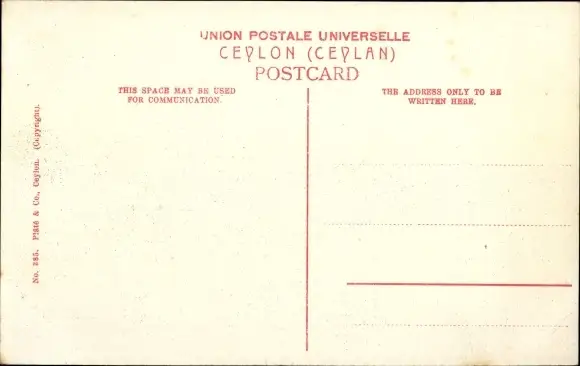 UNION POSTALE UNIVERSELLE
CEYLON (CEYLAN)
POSTCARD
THIS SPACE MAY BE USED
FOR COMMUNICATION.
THE ADDRESS ONLY TO BE
WRITTEN HERE.
No. 285. Plâté & Co., Ceylon. (Copyright).